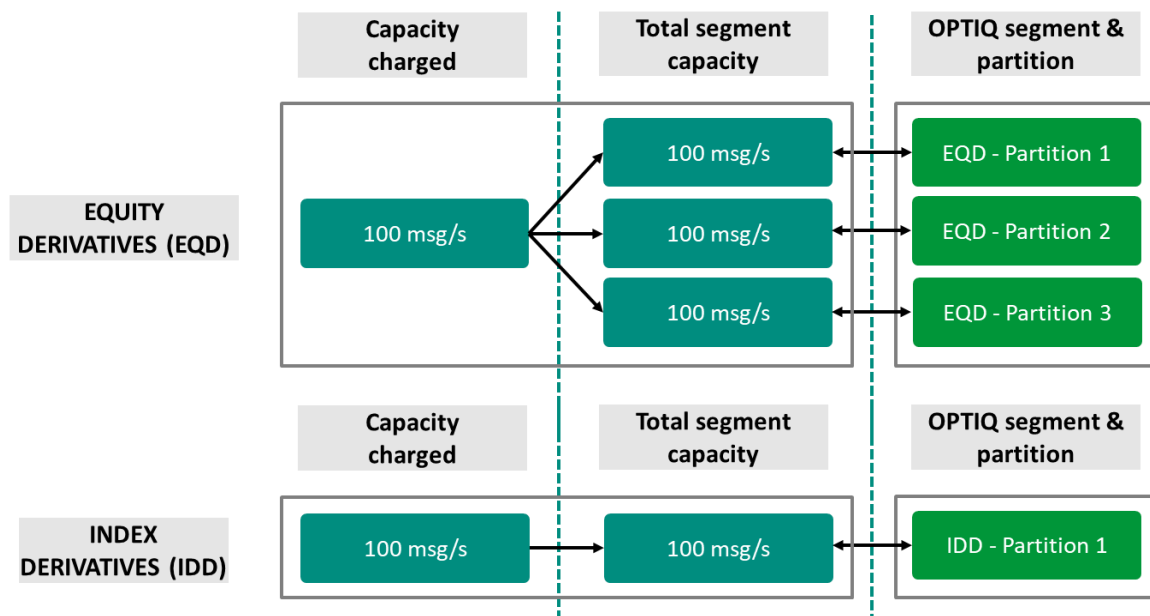 Capacity
charged
Total segment
capacity
OPTIQ segment &
partition
EQUITY
DERIVATIVES (EQD)
100 msg/s
100 msg/s
EQD - Partition 1
100 msg/s
EQD - Partition 2
100 msg/s
EQD - Partition 3
Capacity
charged
Total segment
capacity
OPTIQ segment &
partition
INDEX
DERIVATIVES (IDD)
100 msg/s
100 msg/s
IDD - Partition 1